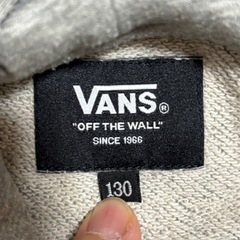 VANS®
"OFF THE WALL"
SINCE 1966
130